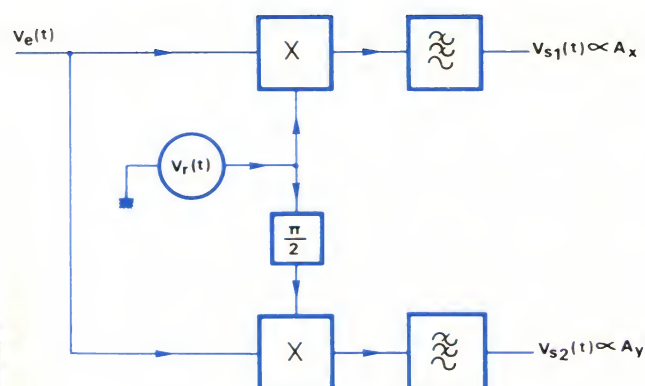 Ve(t)
X
Vs1(t)∝Ax
Vr(t)
π/2
X
Vs2(t)∝Ay